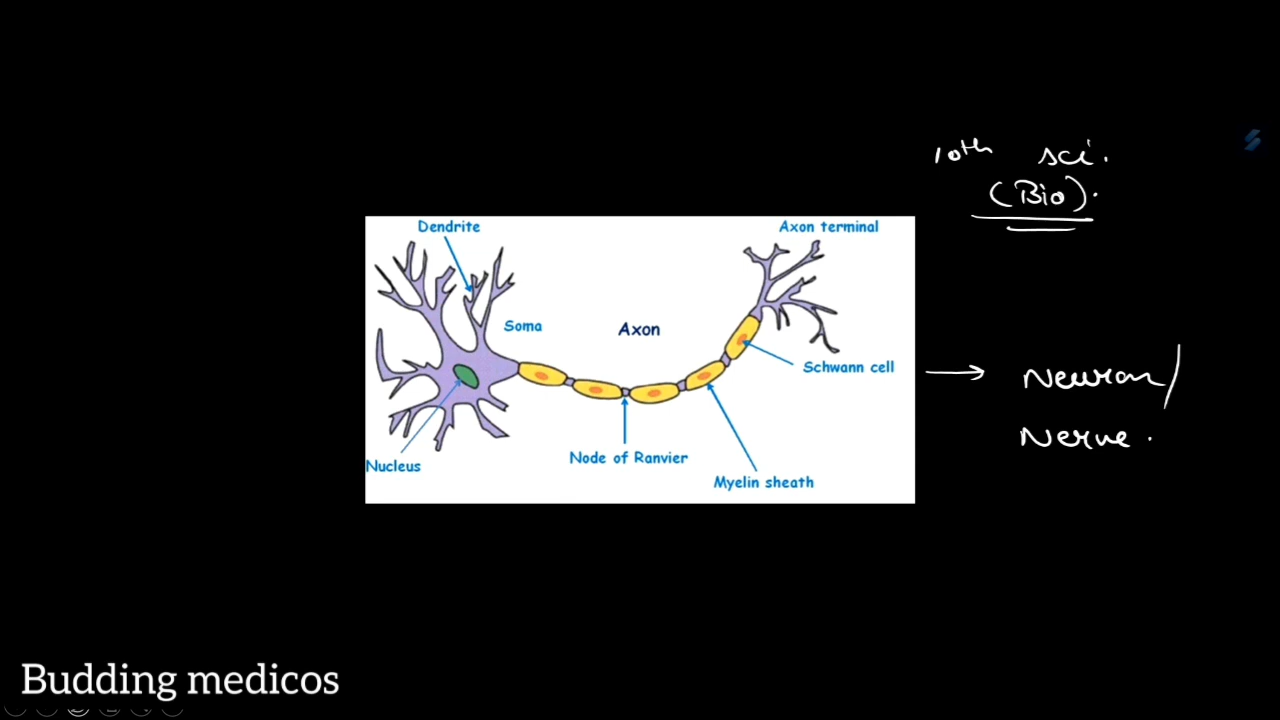 10th sci.
(Bio).
Dendrite
Axon terminal
Soma
Axon
Schwann cell
Neuron/
Nerve.
Nucleus
Node of Ranvier
Myelin sheath
Budding medicos